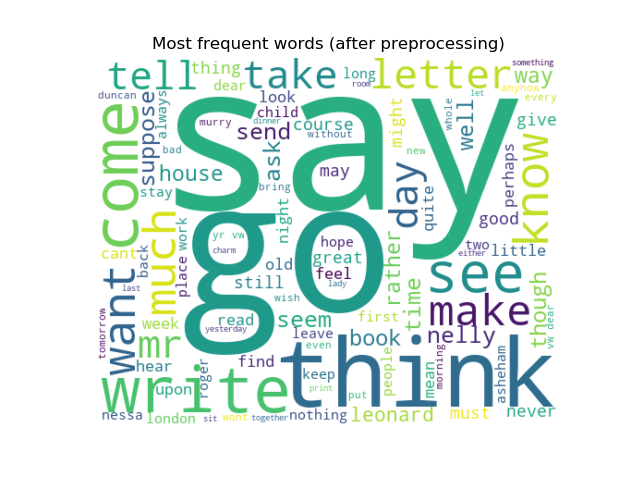 Most frequent words (after preprocessing)
tell
thing
take
long
letter
something
way
dear
room
anyhow
duncan
suppose
always
say
look
child
murry
dinner
send
course
without
might
whole
let
well
every
give
come
bad
house
ask
may
new
day
quite
perhaps
know
stay
bring
good
much
work
go
night
yr vw
charm
old
hope
great
feel
lady
rather
two
little
either
cant
back
place
want
last
still
wish
see
time
make
though
week
read
yesterday
seem
first
nelly
tomorrow
mr
hear
roger
find
leave
even
book
people
mean
morning
asheham
vw dear
write
upon
think
keep
print
put
nessa
london
sit
wont
together
nothing
leonard
must
never